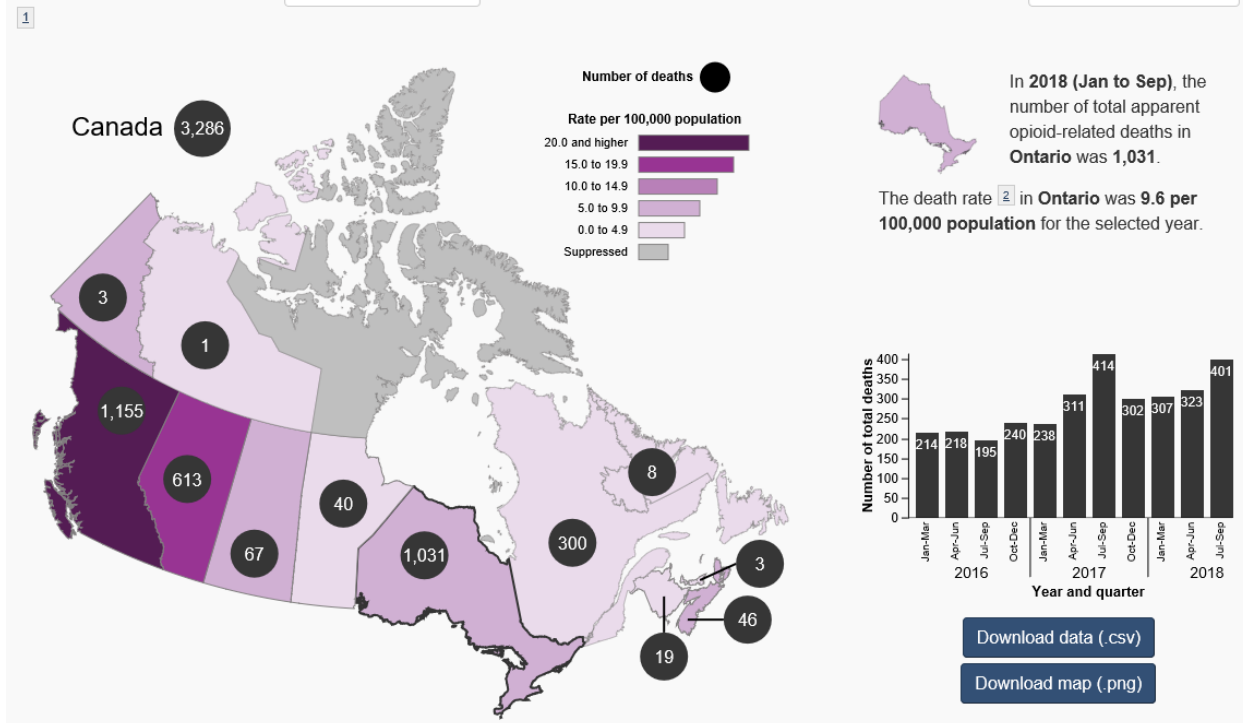 1
Canada 3,286
Number of deaths
Rate per 100,000 population
20.0 and higher
15.0 to 19.9
10.0 to 14.9
5.0 to 9.9
0.0 to 4.9
Suppressed
3
1
1,155
613
67
40
1,031
300
8
3
46
19
In 2018 (Jan to Sep), the
number of total apparent
opioid-related deaths in
Ontario was 1,031.
The death rate 2 in Ontario was 9.6 per
100,000 population for the selected year.
Number of total deaths
400
350
300
250
200
150
100
50
0
214
218
195
240
238
311
414
302
307
323
401
Jan-Mar
Apr-Jun
Jul-Sep
Oct-Dec
Jan-Mar
Apr-Jun
Jul-Sep
Oct-Dec
Jan-Mar
Apr-Jun
Jul-Sep
2016
2017
2018
Year and quarter
Download data (.csv)
Download map (.png)